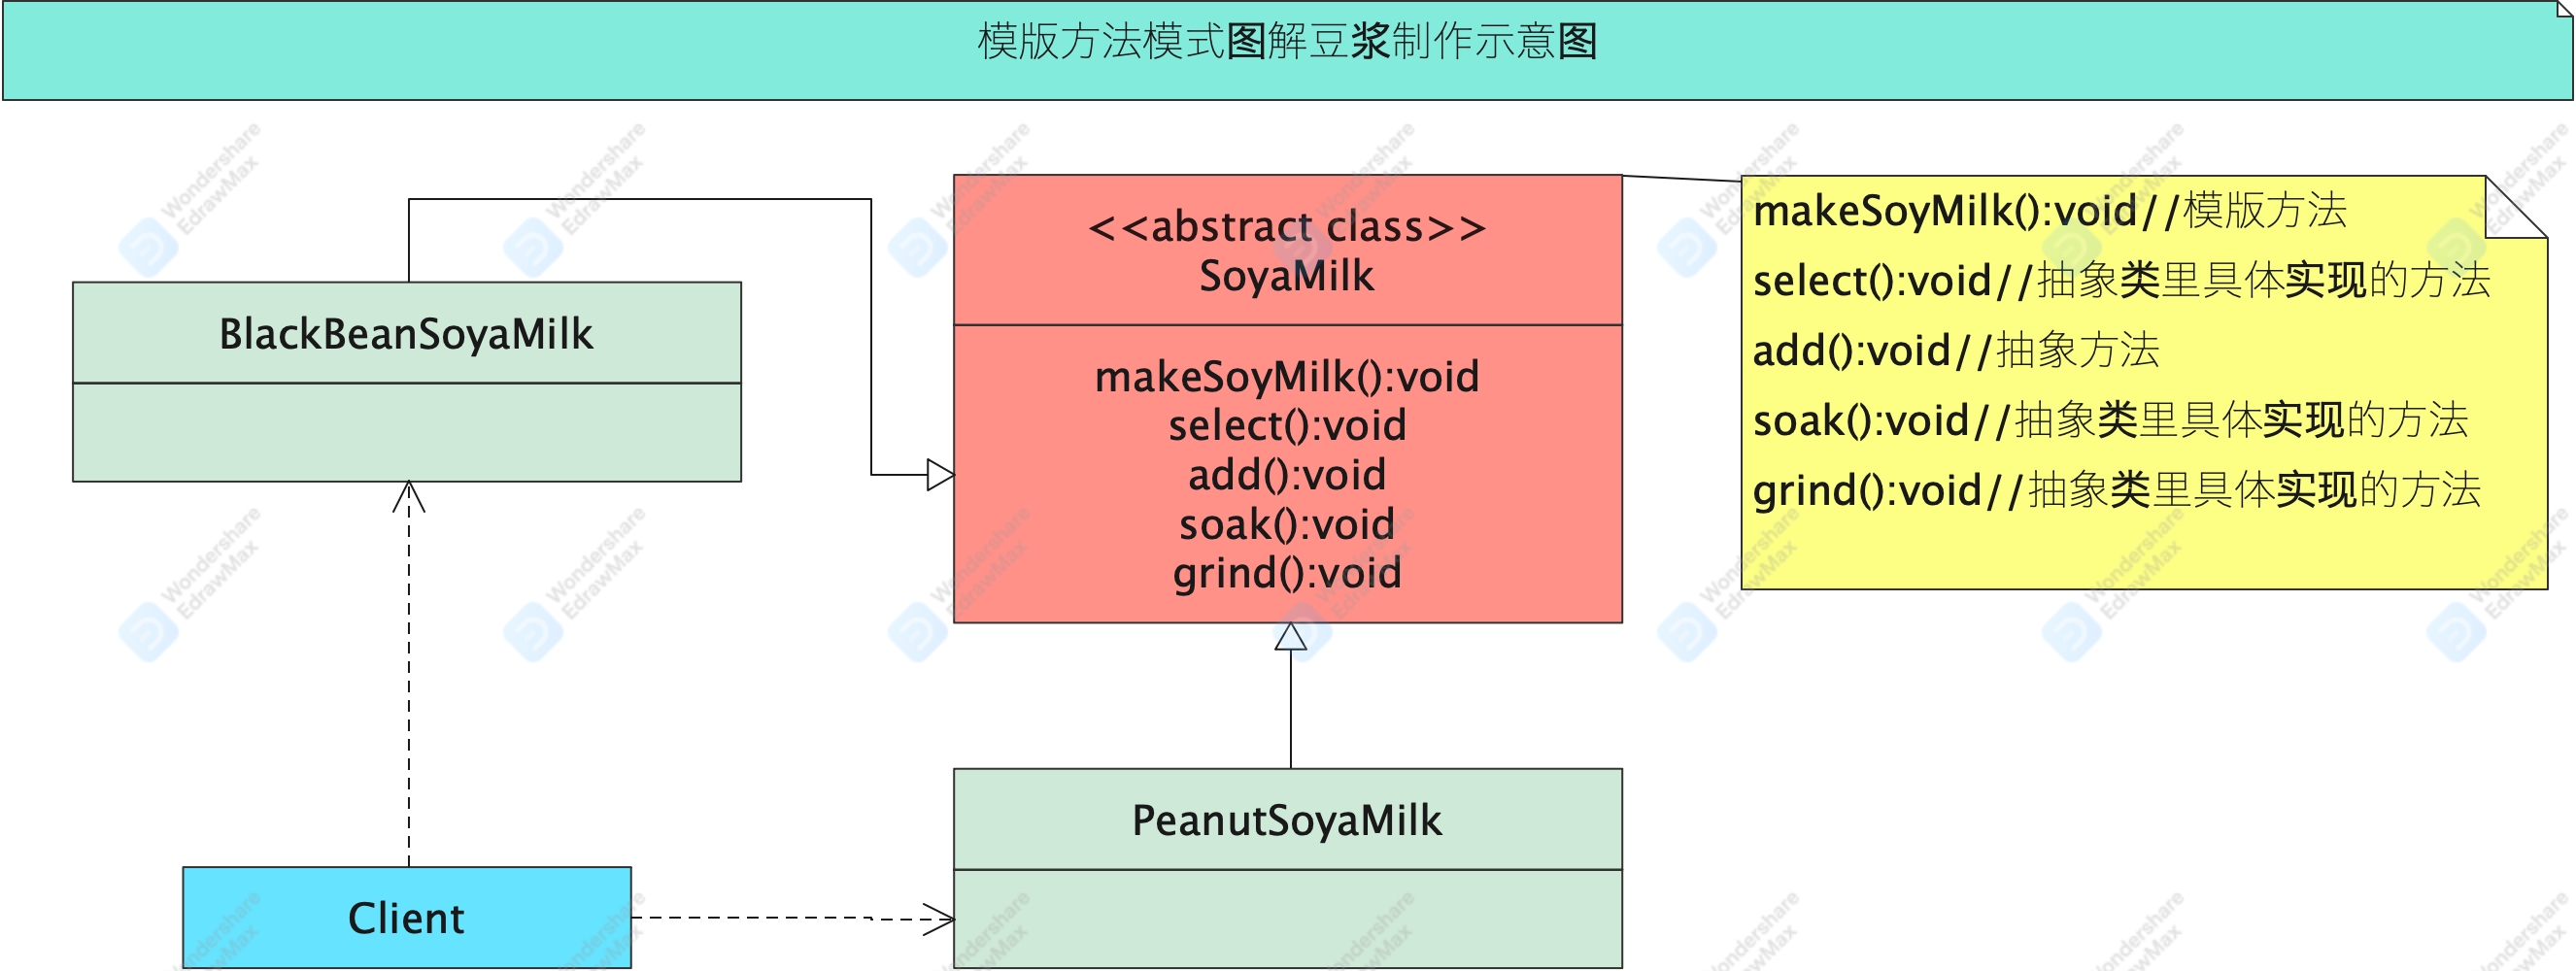 模版方法模式图解豆浆制作示意图
<<abstract class>>
SoyaMilk
makeSoyMilk():void
select():void
add():void
soak():void
grind():void
makeSoyMilk():void//模版方法
select():void//抽象类里具体实现的方法
add():void//抽象方法
soak():void//抽象类里具体实现的方法
grind():void//抽象类里具体实现的方法
BlackBeanSoyaMilk
PeanutSoyaMilk
Client
Wondershare
EdrawMax